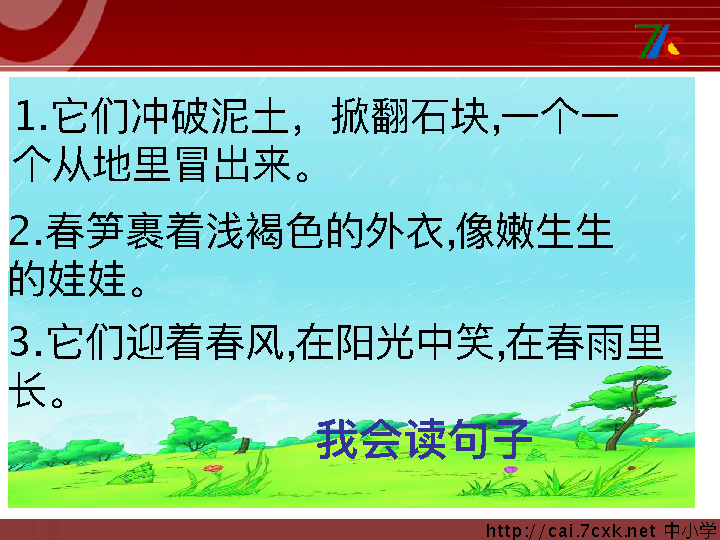 7c
1.它们冲破泥土，掀翻石块,一个一
个从地里冒出来。
2.春笋裹着浅褐色的外衣,像嫩生生
的娃娃。
3.它们迎着春风,在阳光中笑,在春雨里
长。
我会读句子
http://cai.7cxk.net 中小学